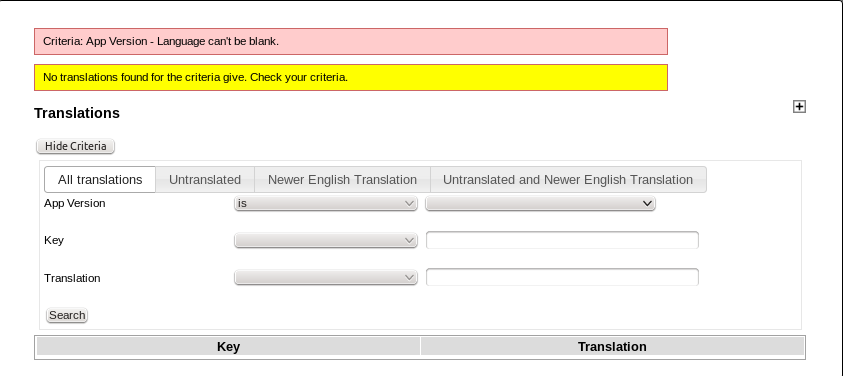 Criteria: App Version - Language can't be blank.
No translations found for the criteria give. Check your criteria.
Translations
Hide Criteria
All translations Untranslated Newer English Translation Untranslated and Newer English Translation
App Version is
Key
Translation
Search
Key Translation